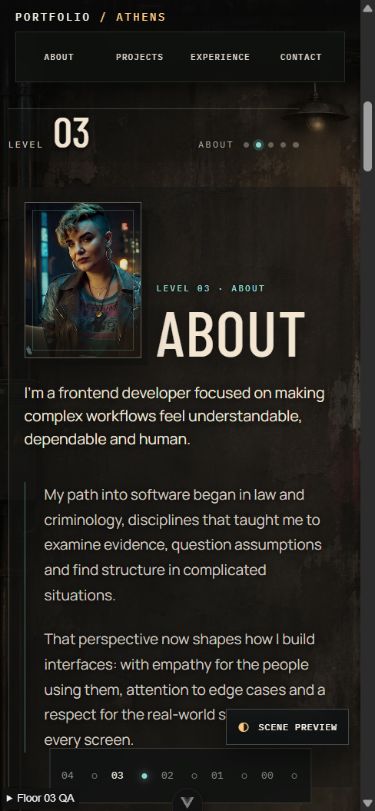 PORTFOLIO / ATHENS
ABOUT PROJECTS EXPERIENCE CONTACT
LEVEL 03 ABOUT
LEVEL 03 · ABOUT
ABOUT
I'm a frontend developer focused on making
complex workflows feel understandable,
dependable and human.
My path into software began in law and
criminology, disciplines that taught me to
examine evidence, question assumptions
and find structure in complicated
situations.
That perspective now shapes how I build
interfaces: with empathy for the people
using them, attention to edge cases and a
respect for the real-world s
SCENE PREVIEW
every screen.
04 03 02 01 00
Floor 03 QA